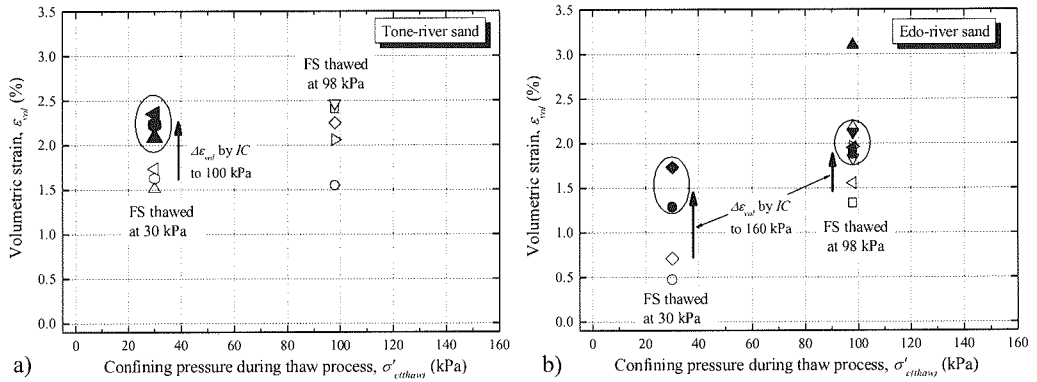 3.5
3.0
2.5
2.0
1.5
1.0
0.5
0.0
Volumetric strain, εvol (%)
Tone-river sand
FS thawed
at 98 kPa
Δεvol by IC
to 100 kPa
FS thawed
at 30 kPa
0 20 40 60 80 100 120 140 160
a) Confining pressure during thaw process, σ'c(thaw) (kPa)
3.5
3.0
2.5
2.0
1.5
1.0
0.5
0.0
Volumetric strain, εvol (%)
Edo-river sand
Δεvol by IC
to 160 kPa
FS thawed
at 98 kPa
FS thawed
at 30 kPa
0 20 40 60 80 100 120 140 160
b) Confining pressure during thaw process, σ'c(thaw) (kPa)